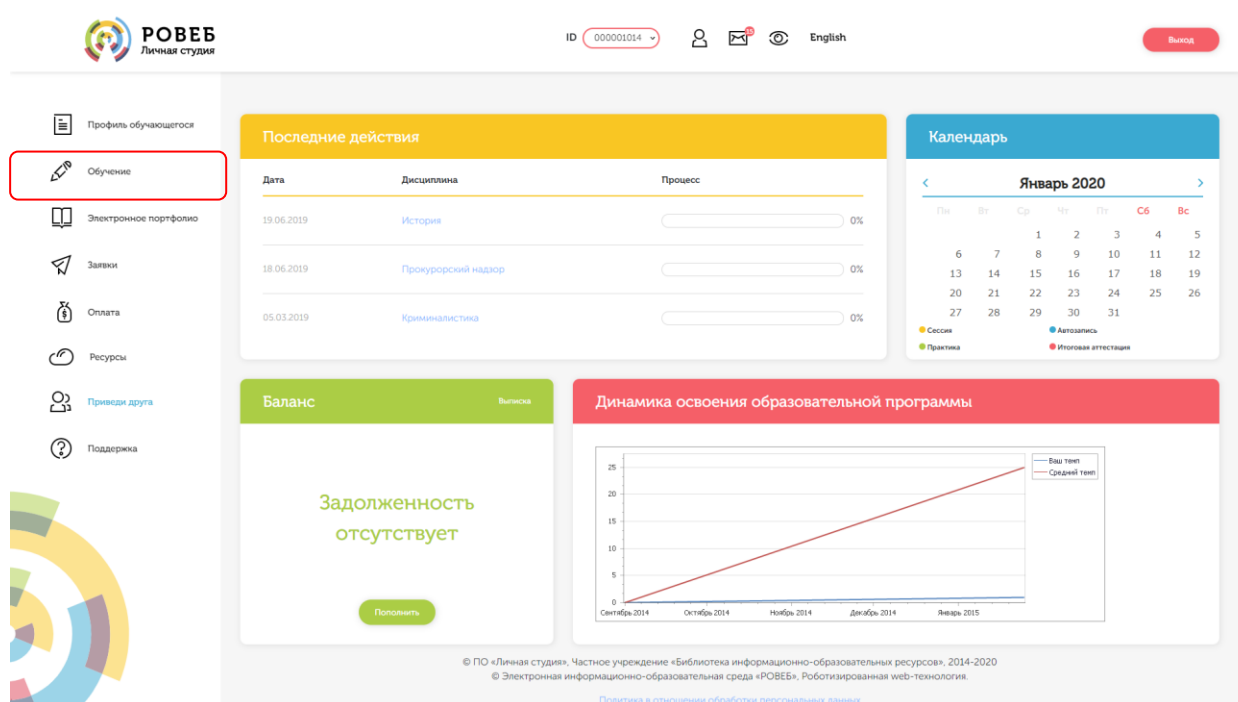 РОВЕБ
Личная студия
ID 000001014
15
English
Выход
Профиль обучающегося
Обучение
Электронное портфолио
Заявки
Оплата
Ресурсы
Приведи друга
Поддержка
Последние действия
Дата Дисциплина Процесс
19.06.2019 История 0%
18.06.2019 Прокурорский надзор 0%
05.03.2019 Криминалистика 0%
Календарь
< Январь 2020 >
Пн Вт Ср Чт Пт Сб Вс
1 2 3 4 5
6 7 8 9 10 11 12
13 14 15 16 17 18 19
20 21 22 23 24 25 26
27 28 29 30 31
Сессия Автозапись
Практика Итоговая аттестация
Баланс Выписка
Задолженность
отсутствует
Пополнить
Динамика освоения образовательной программы
Ваш темп
Средний темп
25
20
15
10
5
0
Сентябрь 2014 Октябрь 2014 Ноябрь 2014 Декабрь 2014 Январь 2015
© ПО «Личная студия», Частное учреждение «Библиотека информационно-образовательных ресурсов», 2014-2020
© Электронная информационно-образовательная среда «РОВЕБ», Роботизированная web-технология.
Политика в отношении обработки персональных данных